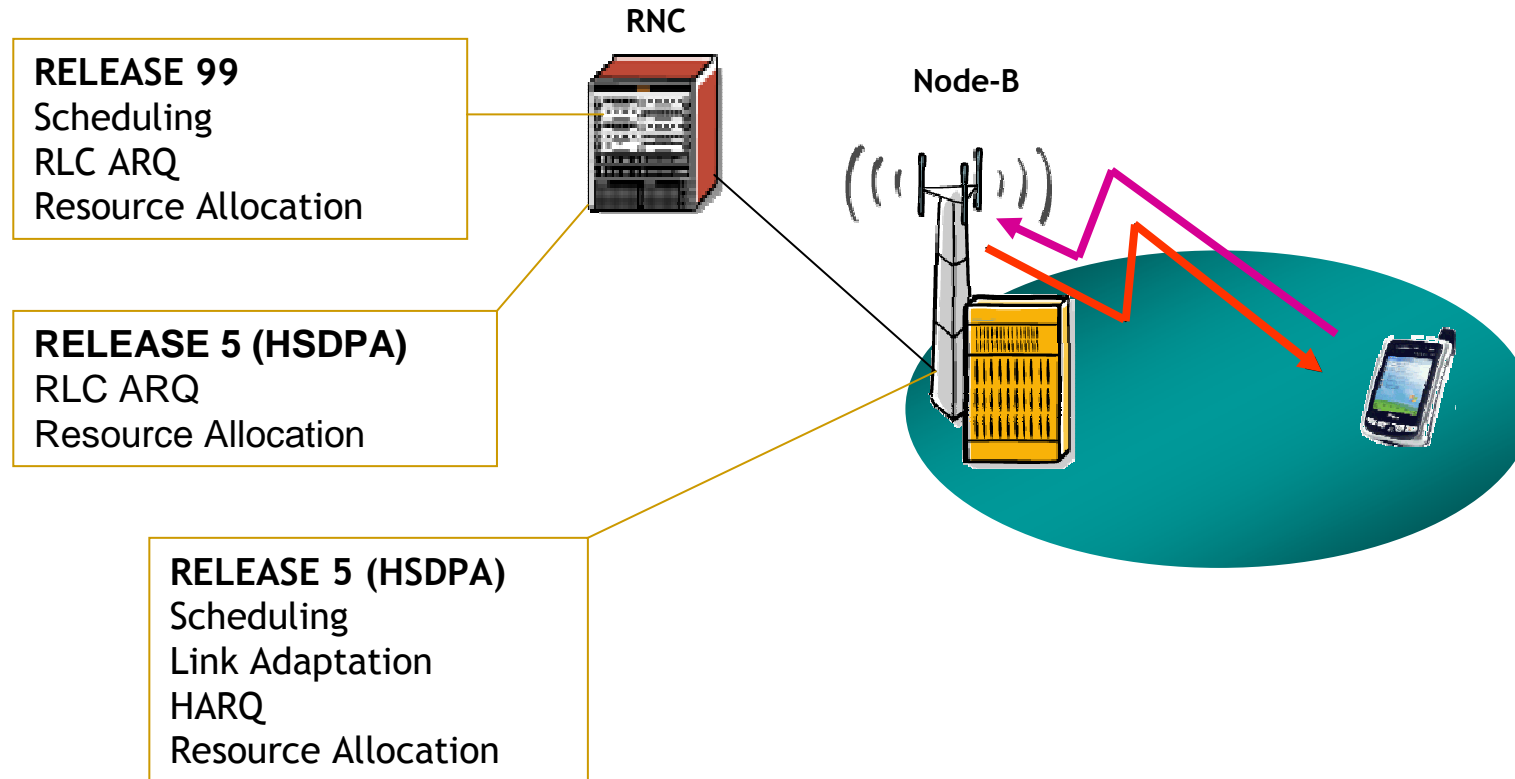 RNC
RELEASE 99
Scheduling
RLC ARQ
Resource Allocation
Node-B
RELEASE 5 (HSDPA)
RLC ARQ
Resource Allocation
RELEASE 5 (HSDPA)
Scheduling
Link Adaptation
HARQ
Resource Allocation